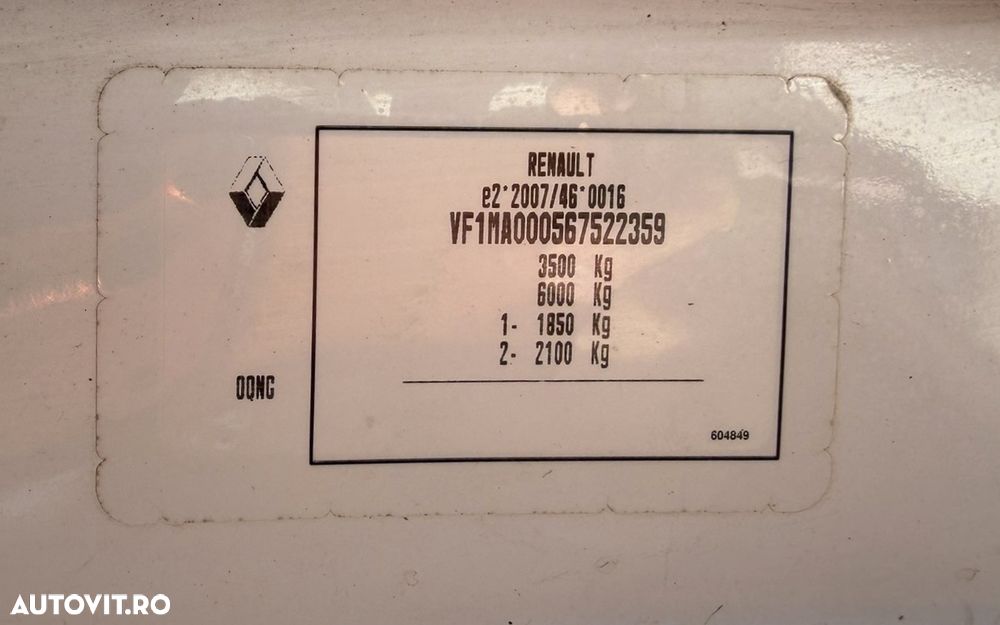 RENAULT
e2*2007/46*0016
VF1MA000567522359
3500 Kg
6000 Kg
1- 1850 Kg
2- 2100 Kg
OQNG
604849
AUTOVIT.RO